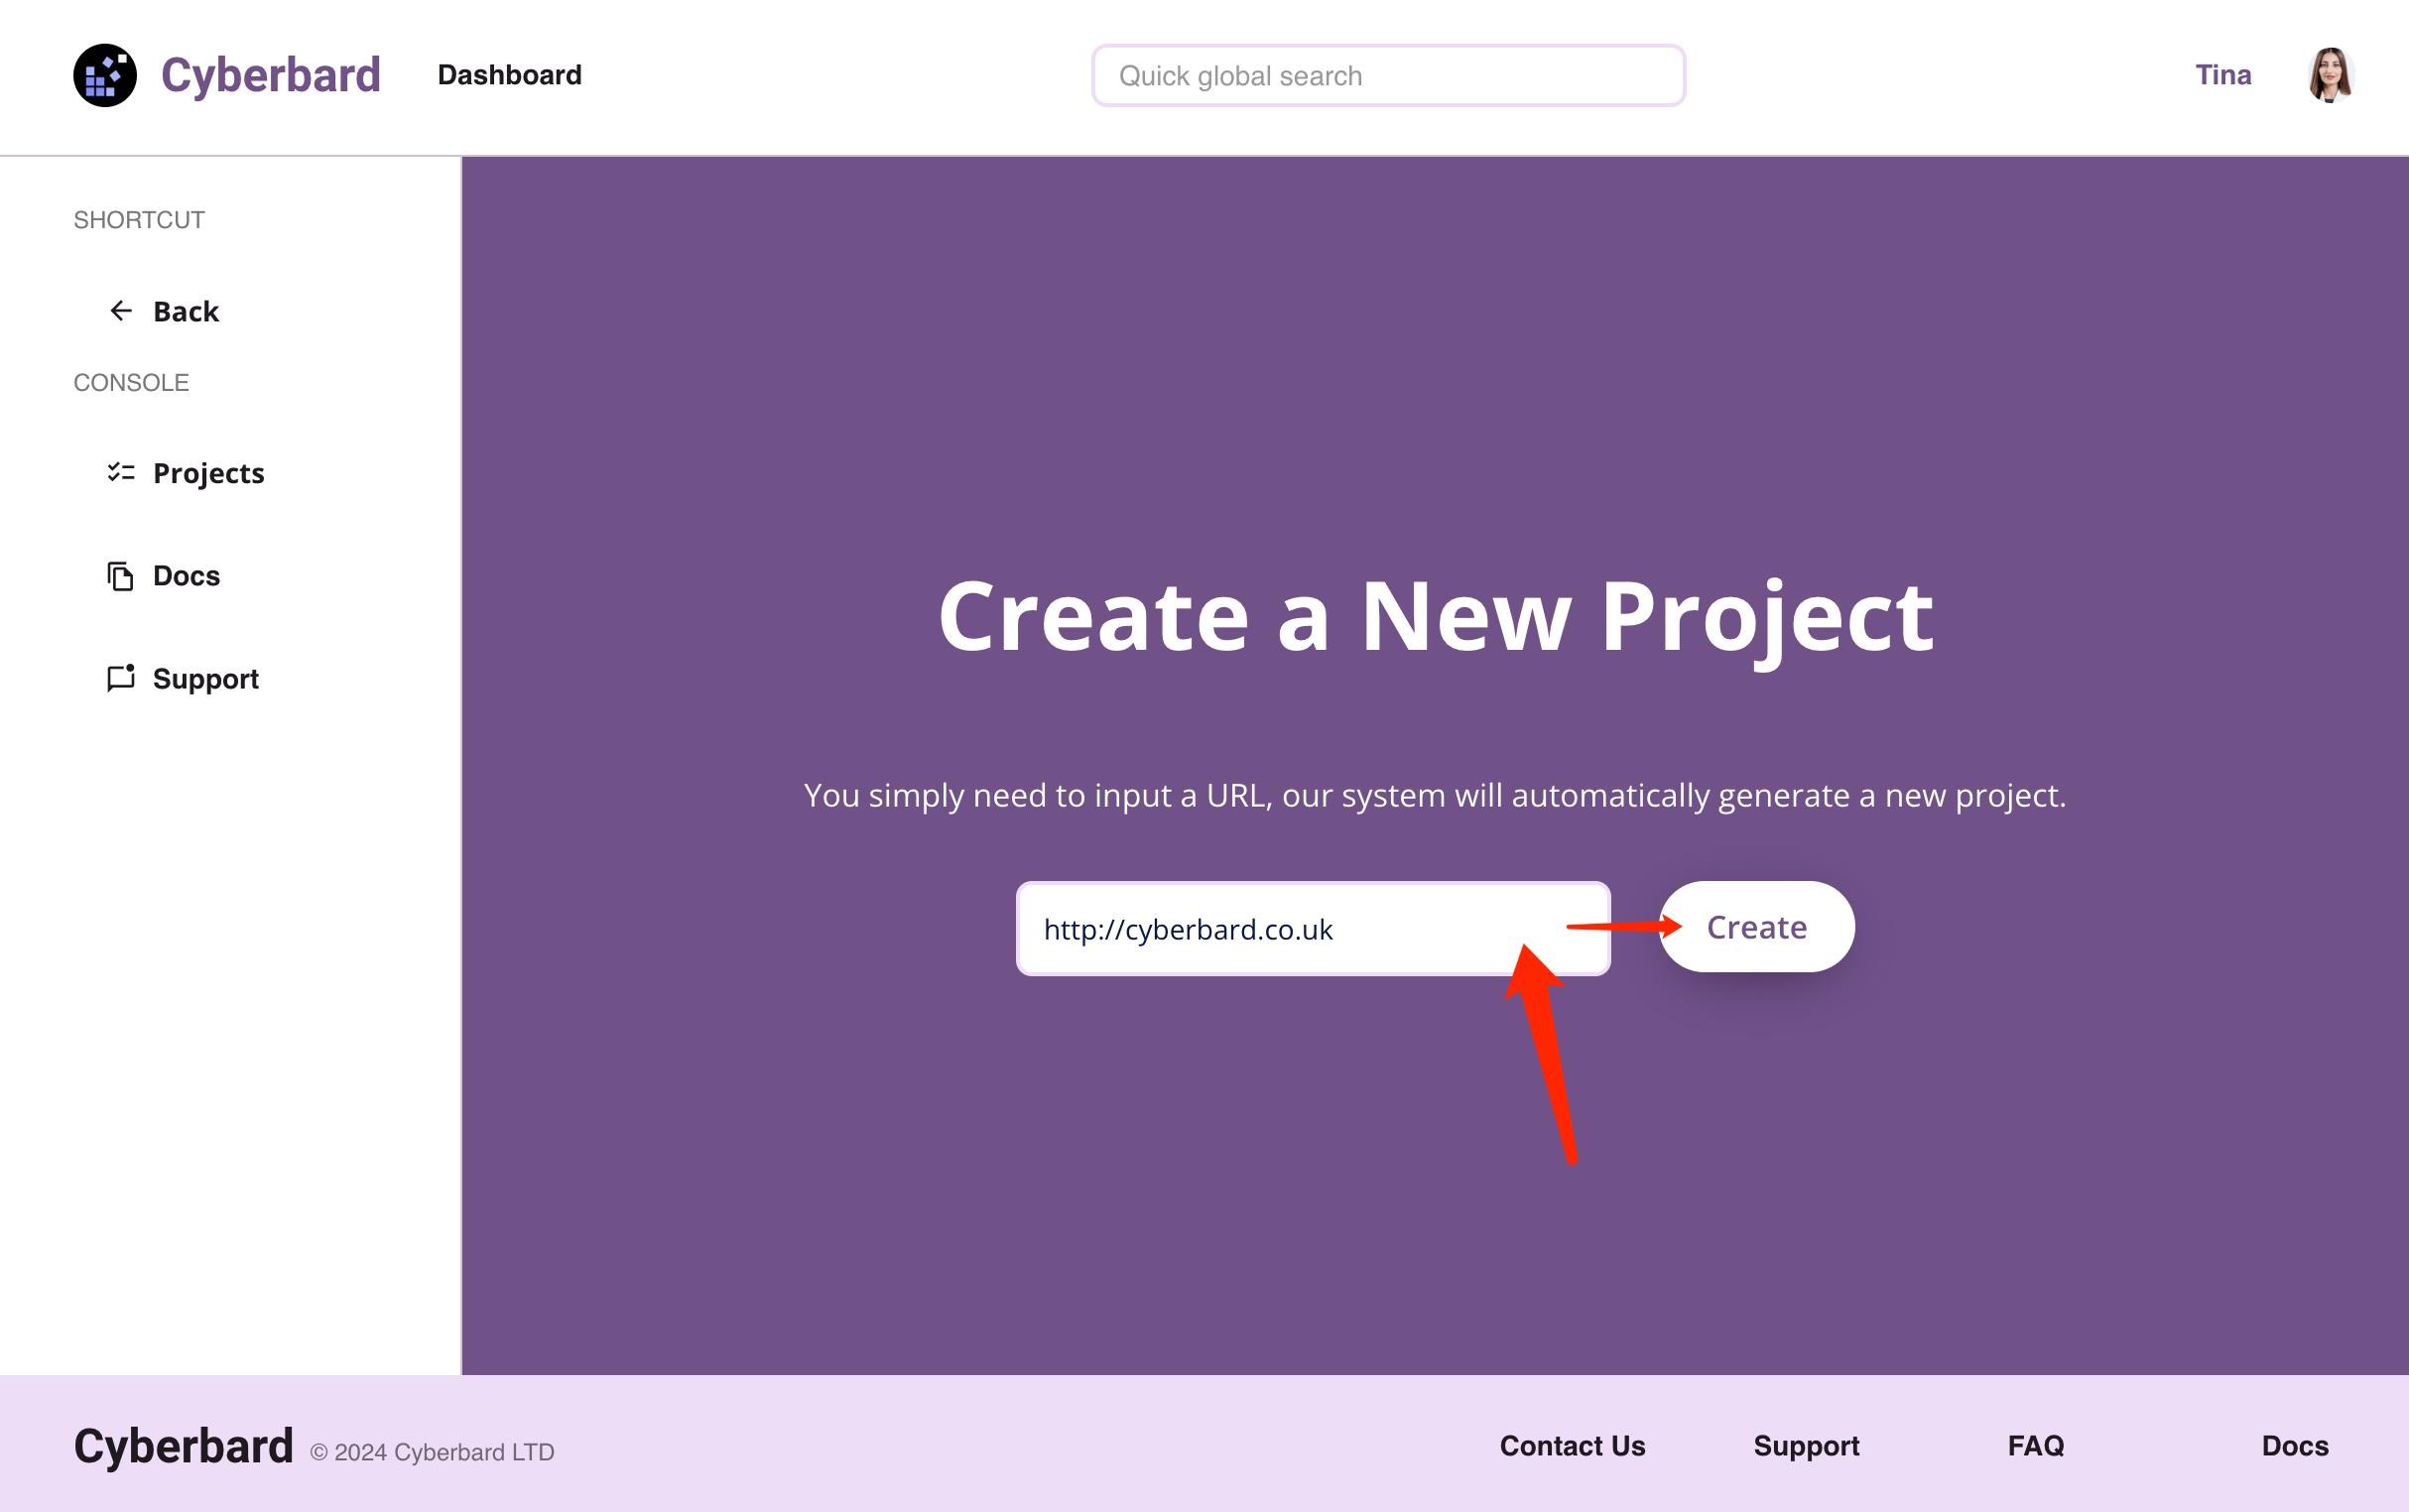 Cyberbard
Dashboard
Quick global search
Tina
SHORTCUT
Back
CONSOLE
Projects
Docs
Support
Create a New Project
You simply need to input a URL, our system will automatically generate a new project.
http://cyberbard.co.uk
Create
Cyberbard © 2024 Cyberbard LTD
Contact Us
Support
FAQ
Docs